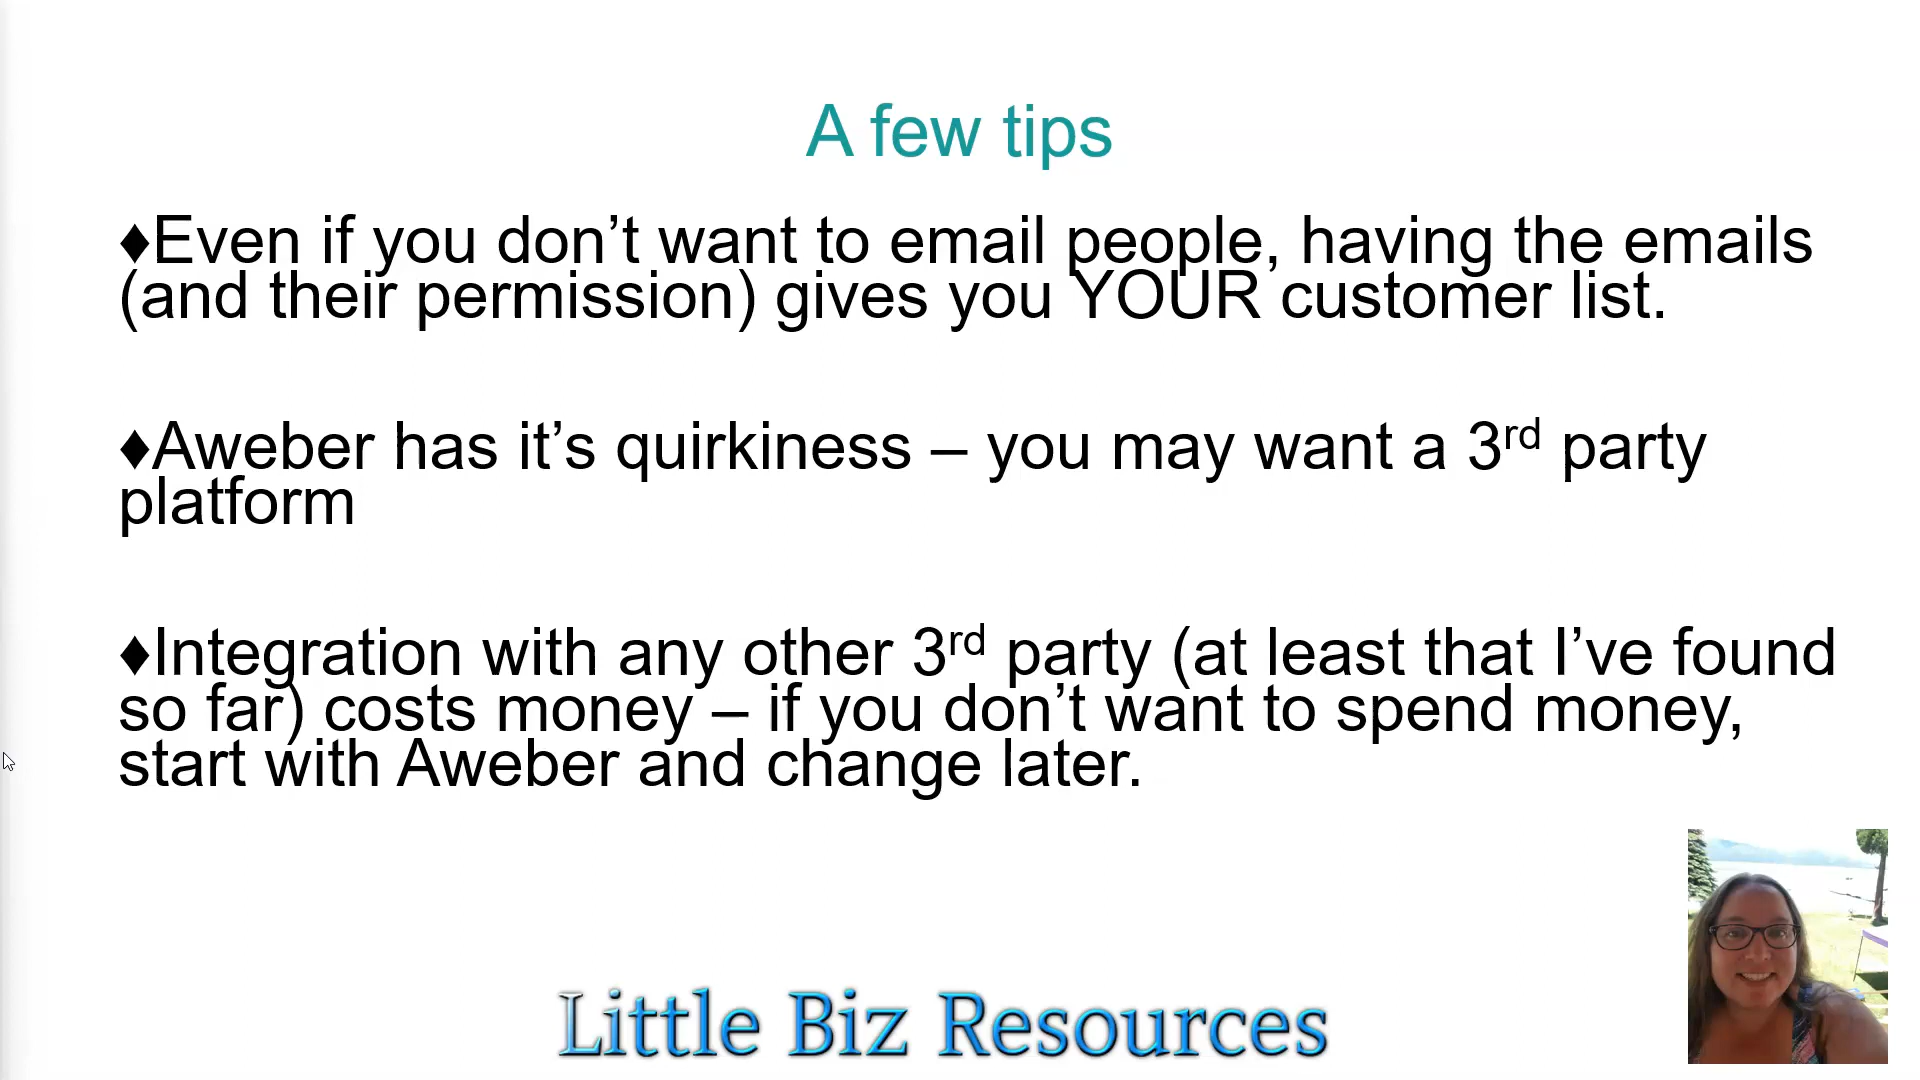 A few tips
♦Even if you don’t want to email people, having the emails
(and their permission) gives you YOUR customer list.
♦Aweber has it’s quirkiness – you may want a 3rd party
platform
♦Integration with any other 3rd party (at least that I’ve found
so far) costs money – if you don’t want to spend money,
start with Aweber and change later.
Little Biz Resources